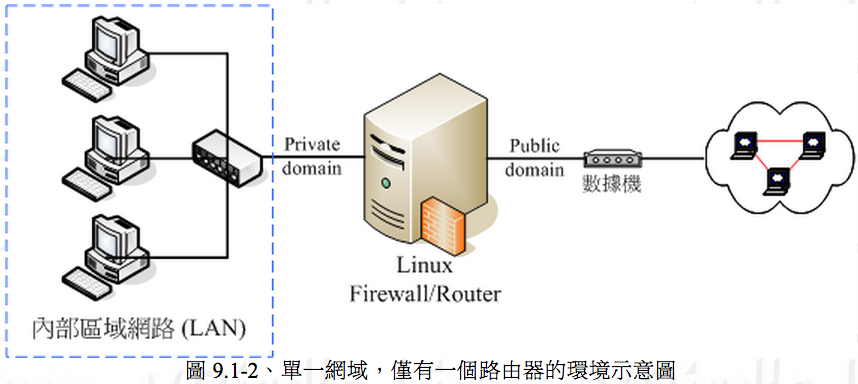 Private
domain
Public
domain
數據機
Linux
Firewall/Router
內部區域網路 (LAN)
圖 9.1-2、單一網域，僅有一個路由器的環境示意圖